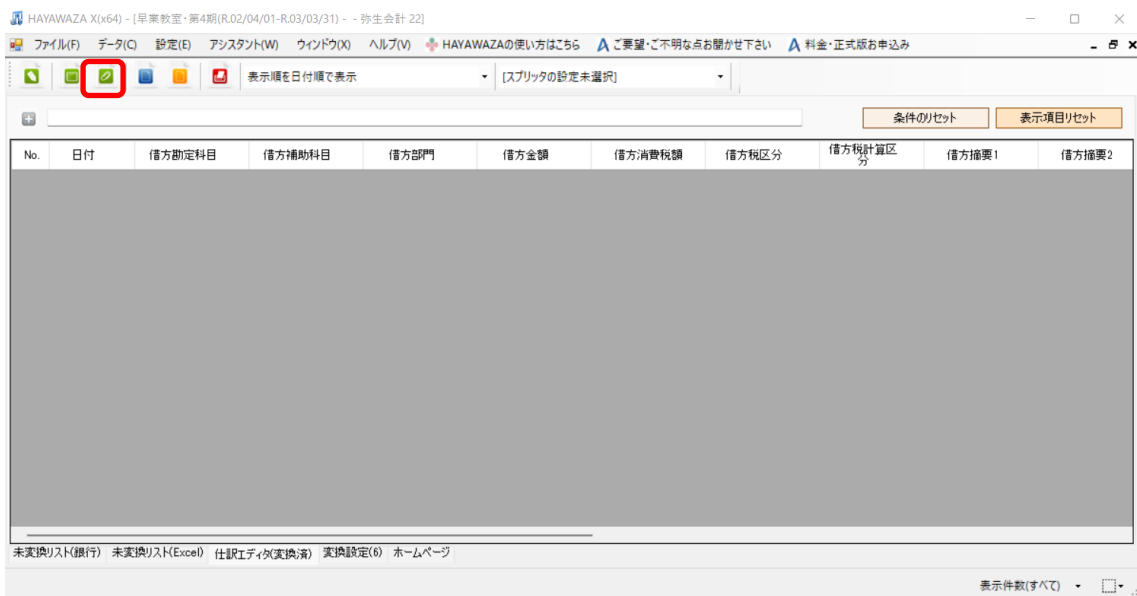 HAYAWAZA X(x64) - [早業教室・第4期(R.02/04/01-R.03/03/31) - - 弥生会計 22]
ファイル(F) データ(C) 設定(E) アシスタント(W) ウィンドウ(X) ヘルプ(V) HAYAWAZAの使い方はこちら ご要望・ご不明な点お聞かせ下さい 料金・正式版お申込み
表示順を日付順で表示 [スプリッタの設定未選択]
条件のリセット 表示項目リセット
No. 日付 借方勘定科目 借方補助科目 借方部門 借方金額 借方消費税額 借方税区分 借方税計算区分 借方摘要1 借方摘要2
未変換リスト(銀行) 未変換リスト(Excel) 仕訳エディタ(変換済) 変換設定(6) ホームページ
表示件数(すべて)